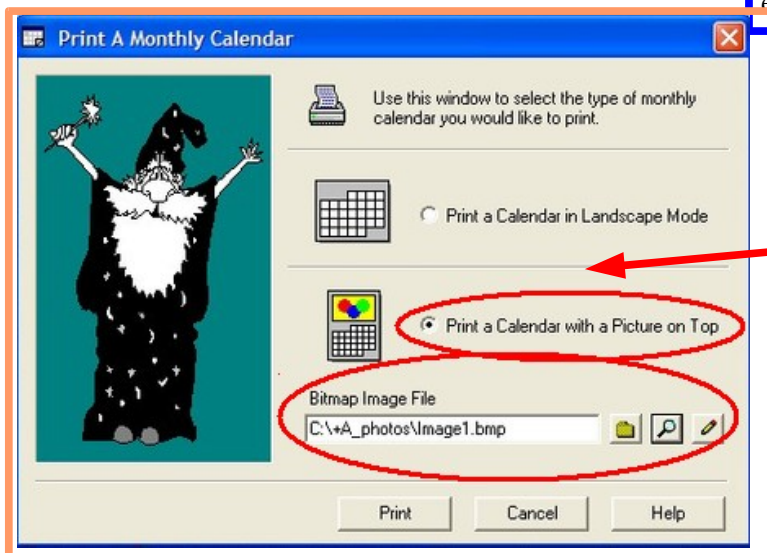 Print A Monthly Calendar
Use this window to select the type of monthly
calendar you would like to print.
Print a Calendar in Landscape Mode
Print a Calendar with a Picture on Top
Bitmap Image File
C:\+A_photos\Image1.bmp
Print
Cancel
Help